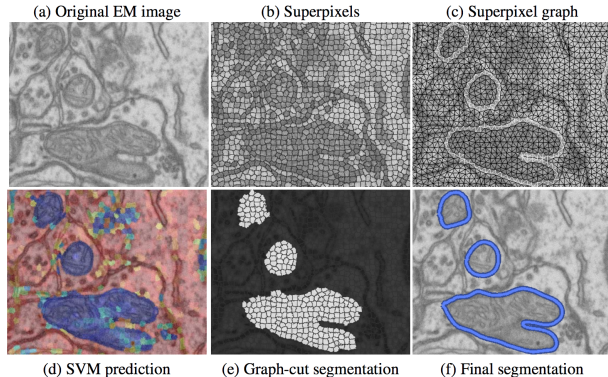 (a) Original EM image
(b) Superpixels
(c) Superpixel graph
(d) SVM prediction
(e) Graph-cut segmentation
(f) Final segmentation